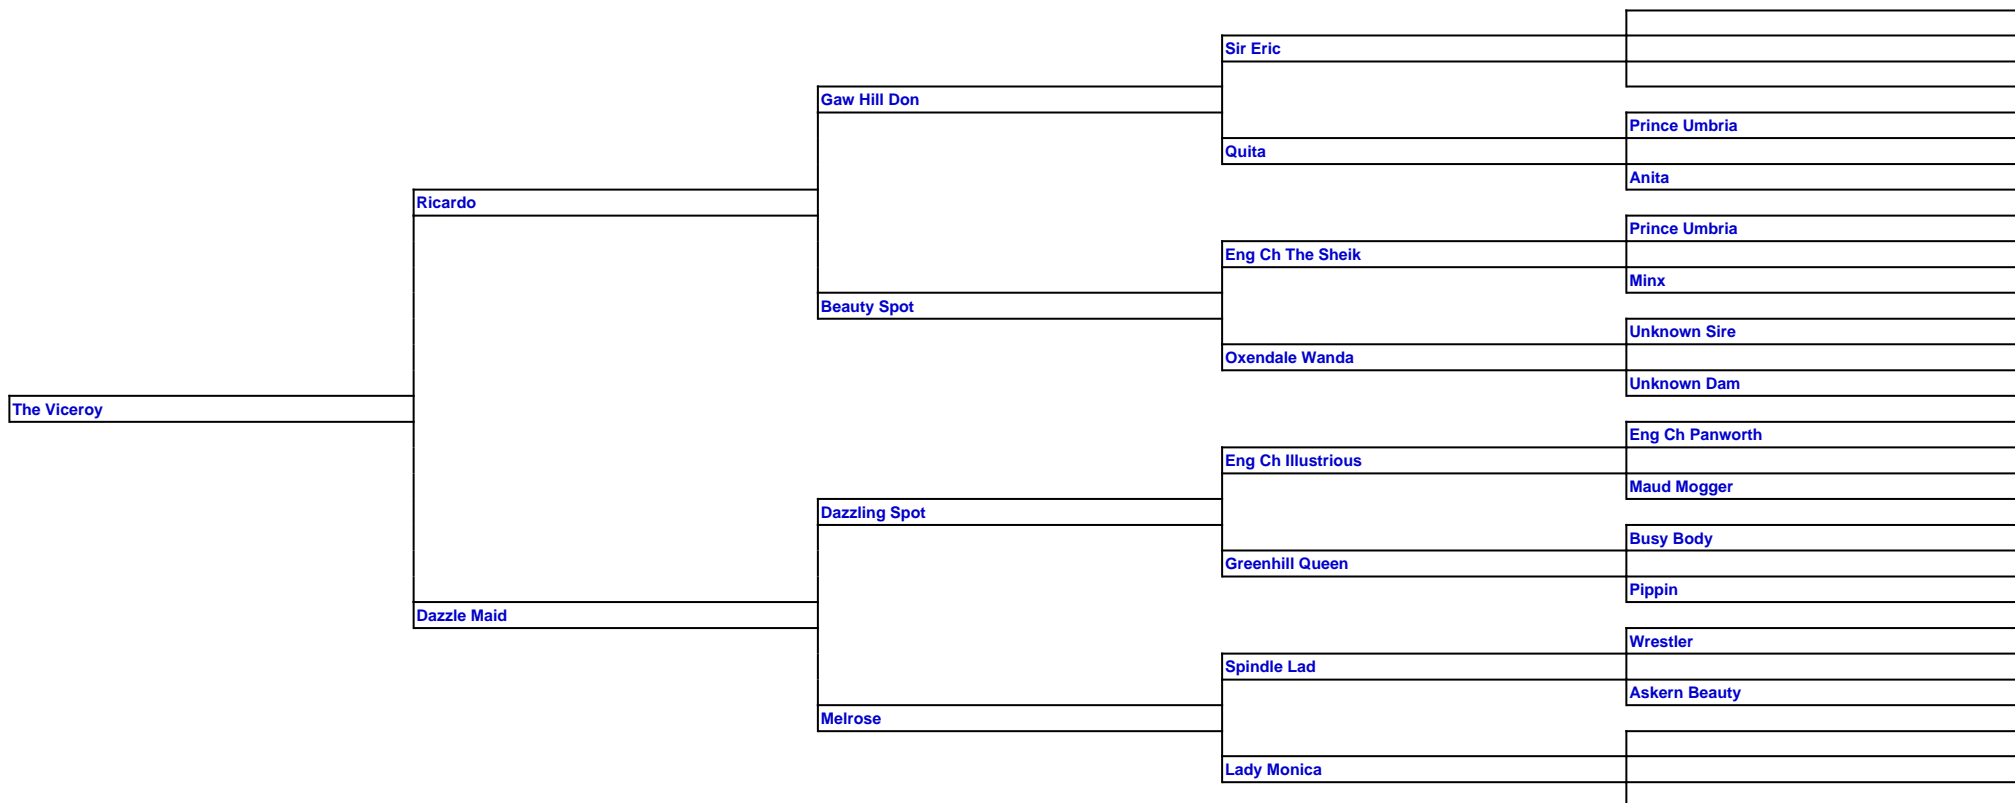 Sir Eric
Gaw Hill Don
Prince Umbria
Quita
Anita
Ricardo
Prince Umbria
Eng Ch The Sheik
Minx
Beauty Spot
Unknown Sire
Oxendale Wanda
Unknown Dam
The Viceroy
Eng Ch Panworth
Eng Ch Illustrious
Maud Mogger
Dazzling Spot
Busy Body
Greenhill Queen
Pippin
Dazzle Maid
Wrestler
Spindle Lad
Askern Beauty
Melrose
Lady Monica